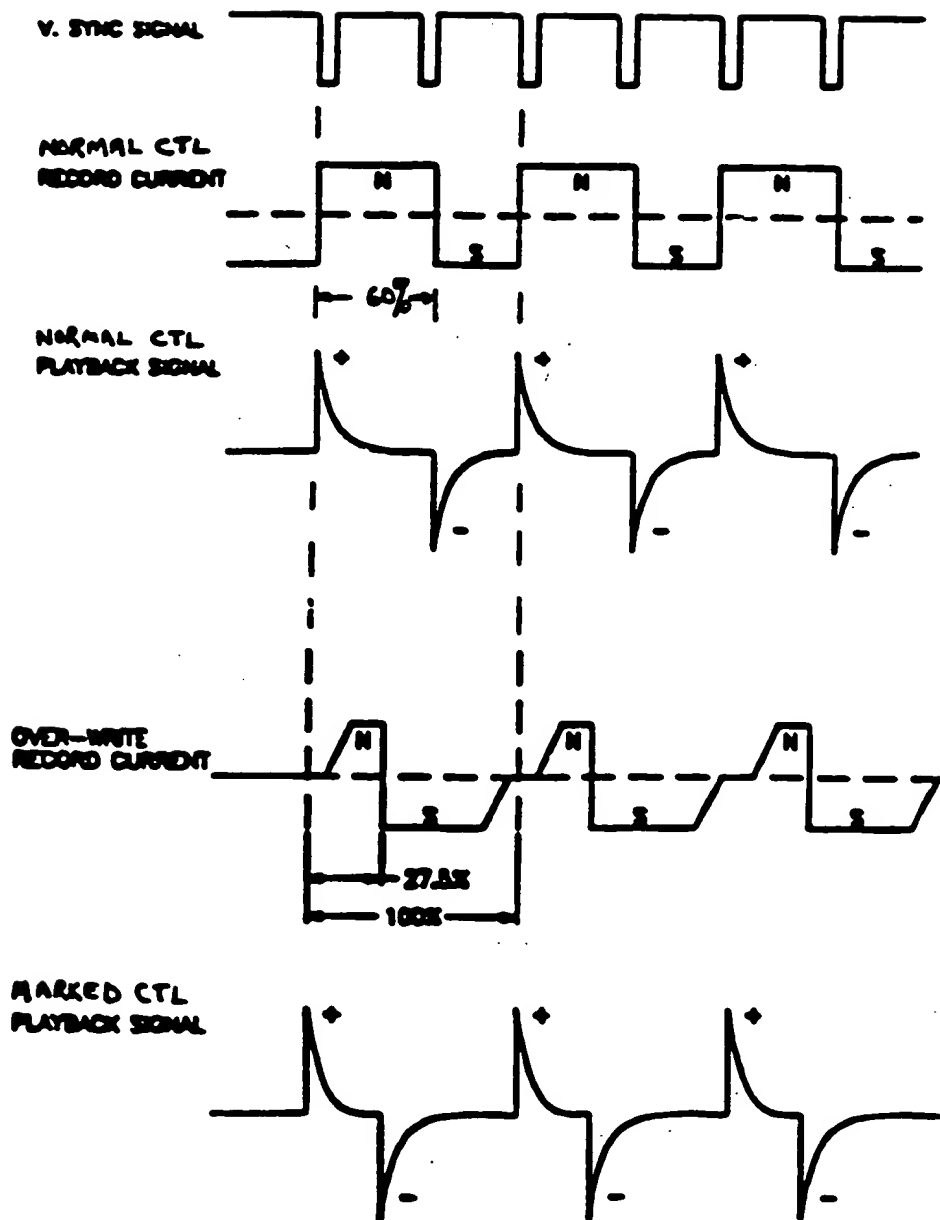 V. SYNC SIGNAL
NORMAL CTL
RECORD CURRENT
N
N
N
S
S
S
60%
NORMAL CTL
PLAYBACK SIGNAL
+
+
+
-
-
-
OVER-WRITE
RECORD CURRENT
N
N
N
S
S
S
27.5%
100%
MARKED CTL
PLAYBACK SIGNAL
+
+
+
-
-
-